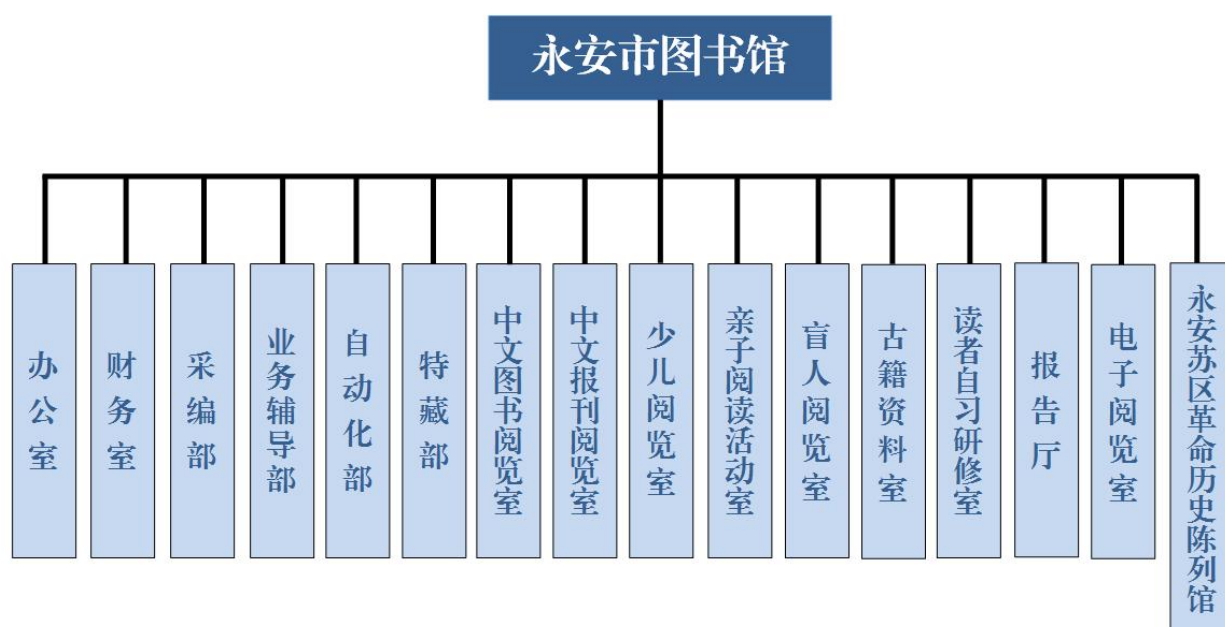 永安市图书馆
办公室
财务室
采编部
业务辅导部
自动化部
特藏部
中文图书阅览室
中文报刊阅览室
少儿阅览室
亲子阅读活动室
盲人阅览室
古籍资料室
读者自习研修室
报告厅
电子阅览室
永安苏区革命历史陈列馆